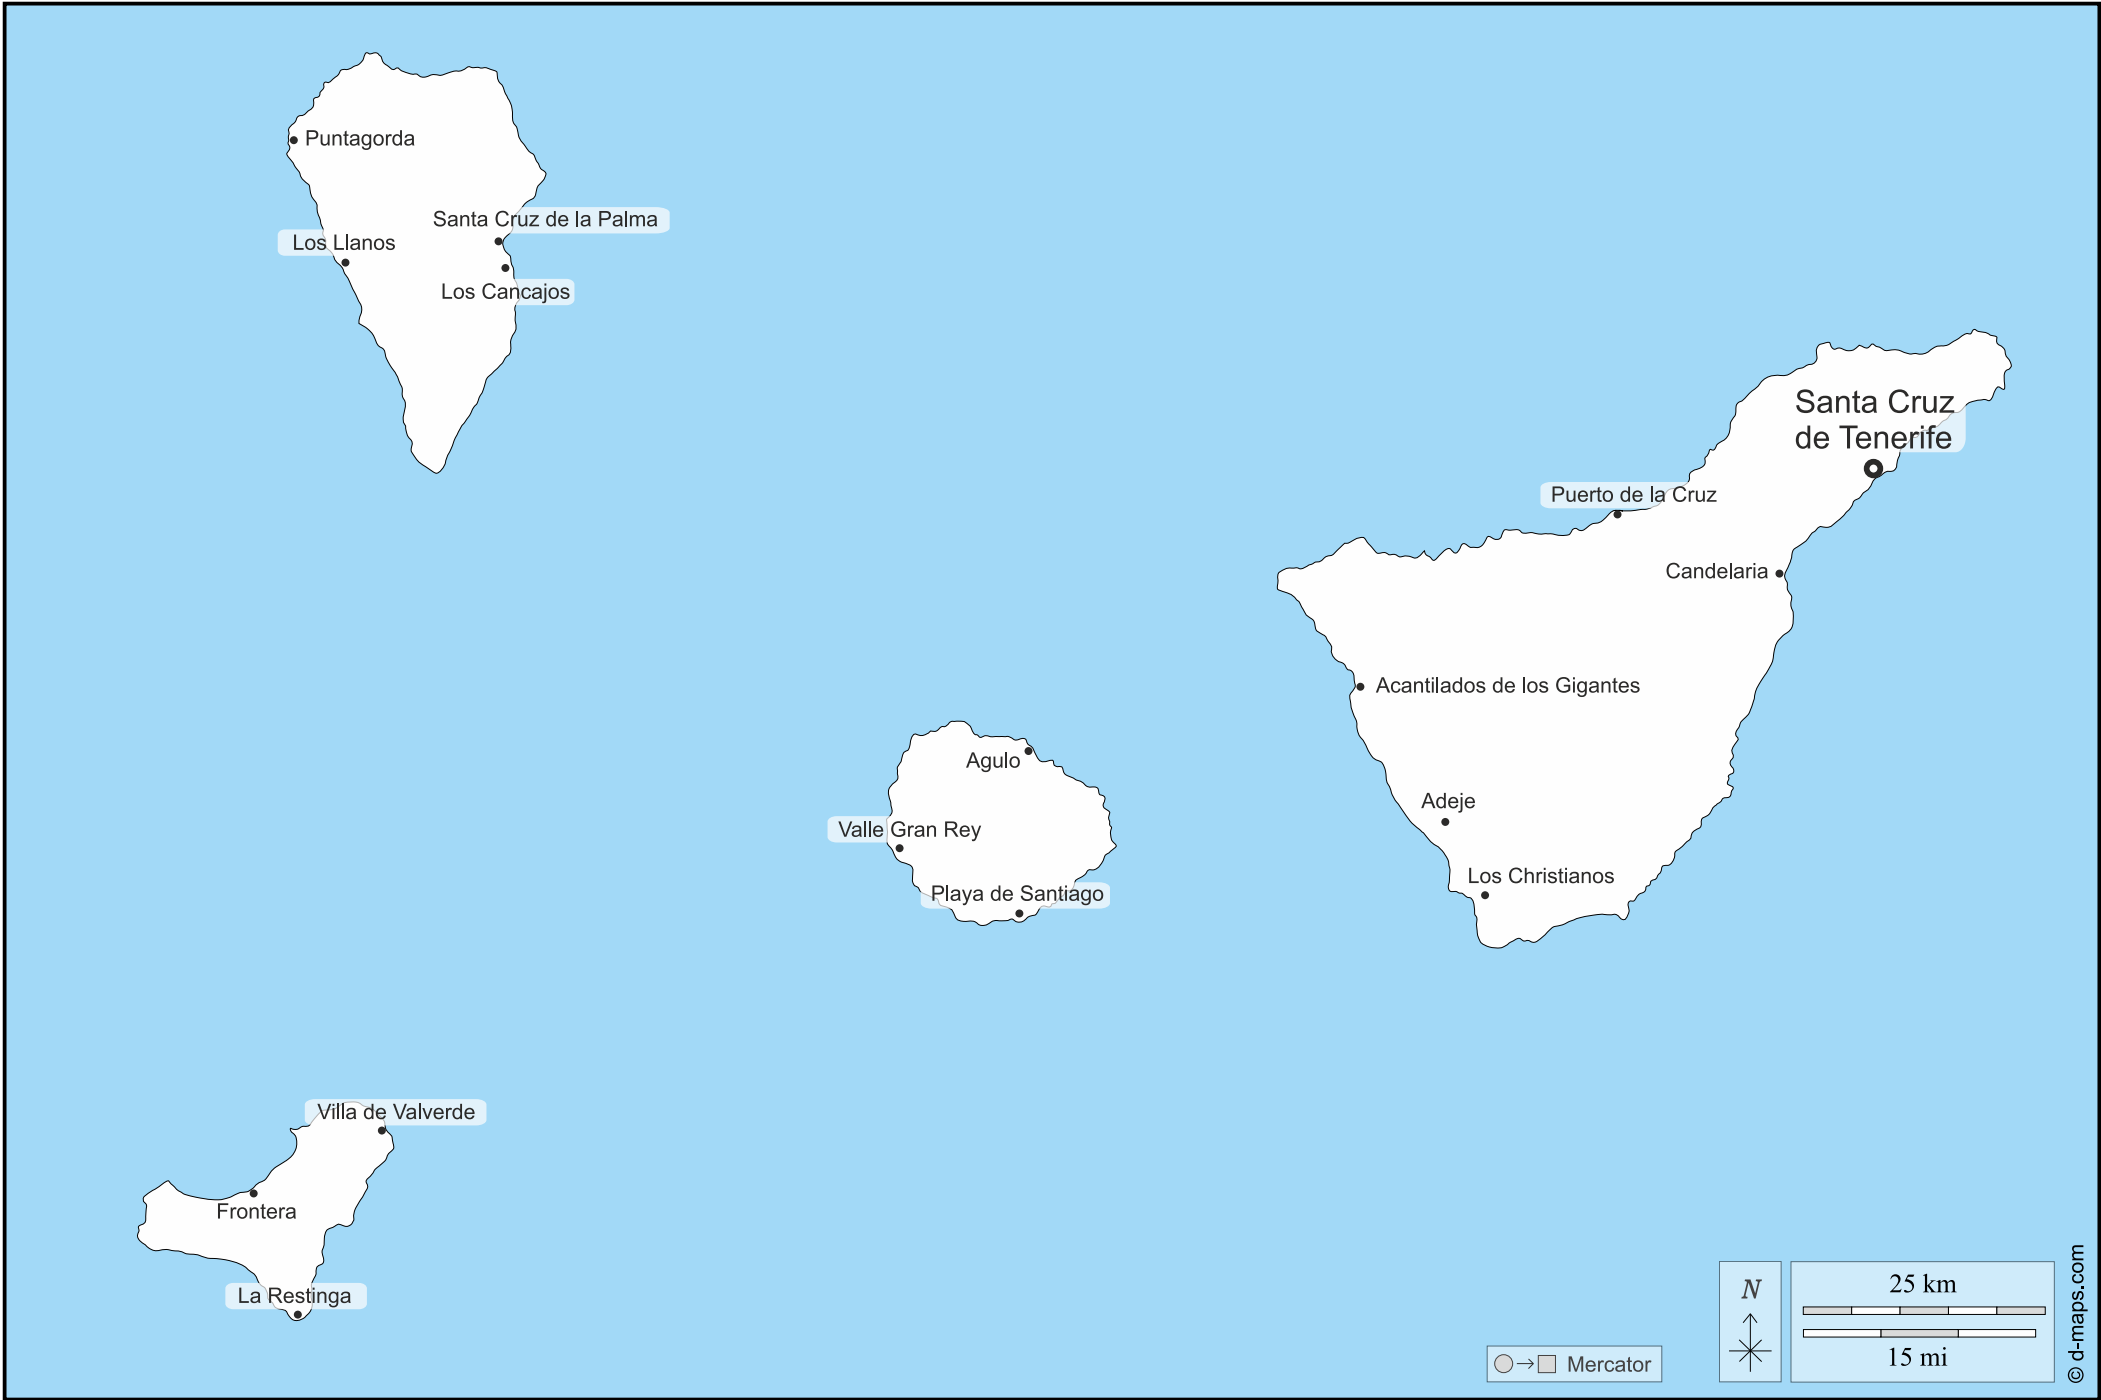 Puntagorda
Santa Cruz de la Palma
Los Llanos
Los Cancajos
Santa Cruz
de Tenerife
Puerto de la Cruz
Candelaria
Acantilados de los Gigantes
Agulo
Adeje
Valle Gran Rey
Los Christianos
Playa de Santiago
Villa de Valverde
Frontera
La Restinga
N
25 km
15 mi
Mercator
© d-maps.com